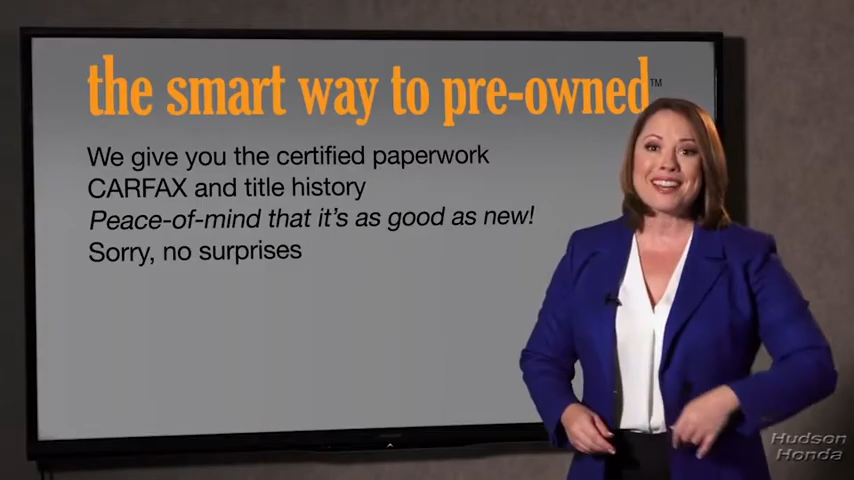 the smart way to pre-owned™
We give you the certified paperwork
CARFAX and title history
Peace-of-mind that it's as good as new!
Sorry, no surprises
Hudson
Honda